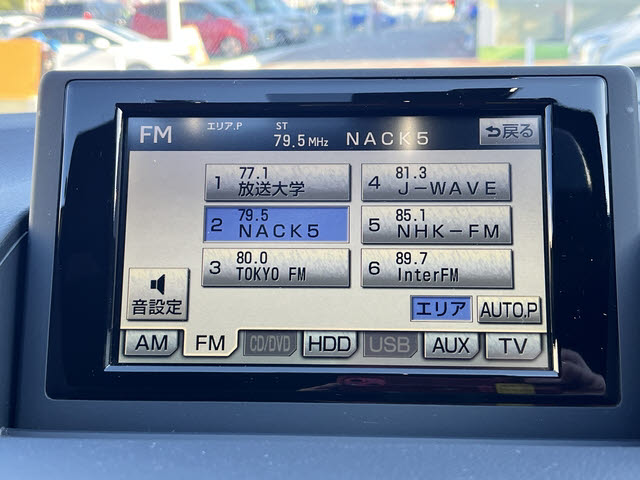 FM エリア.P ST 79.5 MHz NACK5 戻る
1 77.1 放送大学
4 81.3 J-WAVE
2 79.5 NACK5
5 85.1 NHK-FM
3 80.0 TOKYO FM
6 89.7 InterFM
音設定
エリア AUTO.P
AM FM CD/DVD HDD USB AUX TV